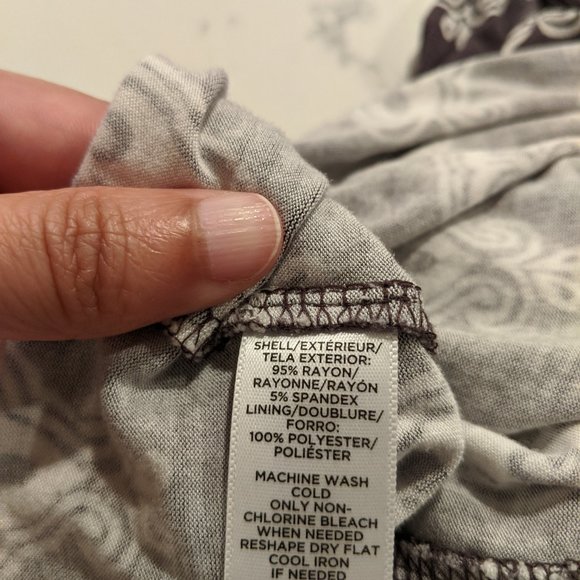 SHELL/EXTÉRIEUR/
TELA EXTERIOR:
95% RAYON/
RAYONNE/RAYÓN
5% SPANDEX
LINING/DOUBLURE/
FORRO:
100% POLYESTER/
POLIÉSTER
MACHINE WASH
COLD
ONLY NON-
CHLORINE BLEACH
WHEN NEEDED
RESHAPE DRY FLAT
COOL IRON
IF NEEDED